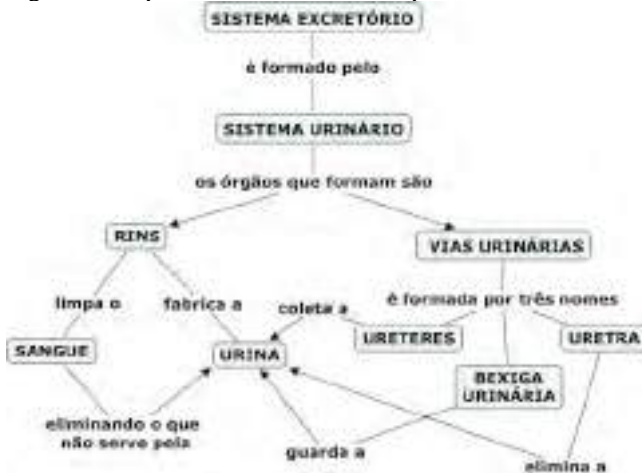 SISTEMA EXCRETÓRIO
é formado pelo
SISTEMA URINÁRIO
os órgãos que formam são
RINS
VIAS URINÁRIAS
limpa o
fabrica a
coleta a
é formada por três nomes
SANGUE
URINA
URETERES
URETRA
BEXIGA
URINÁRIA
eliminando o que
não serve pela
guarda a
elimina a